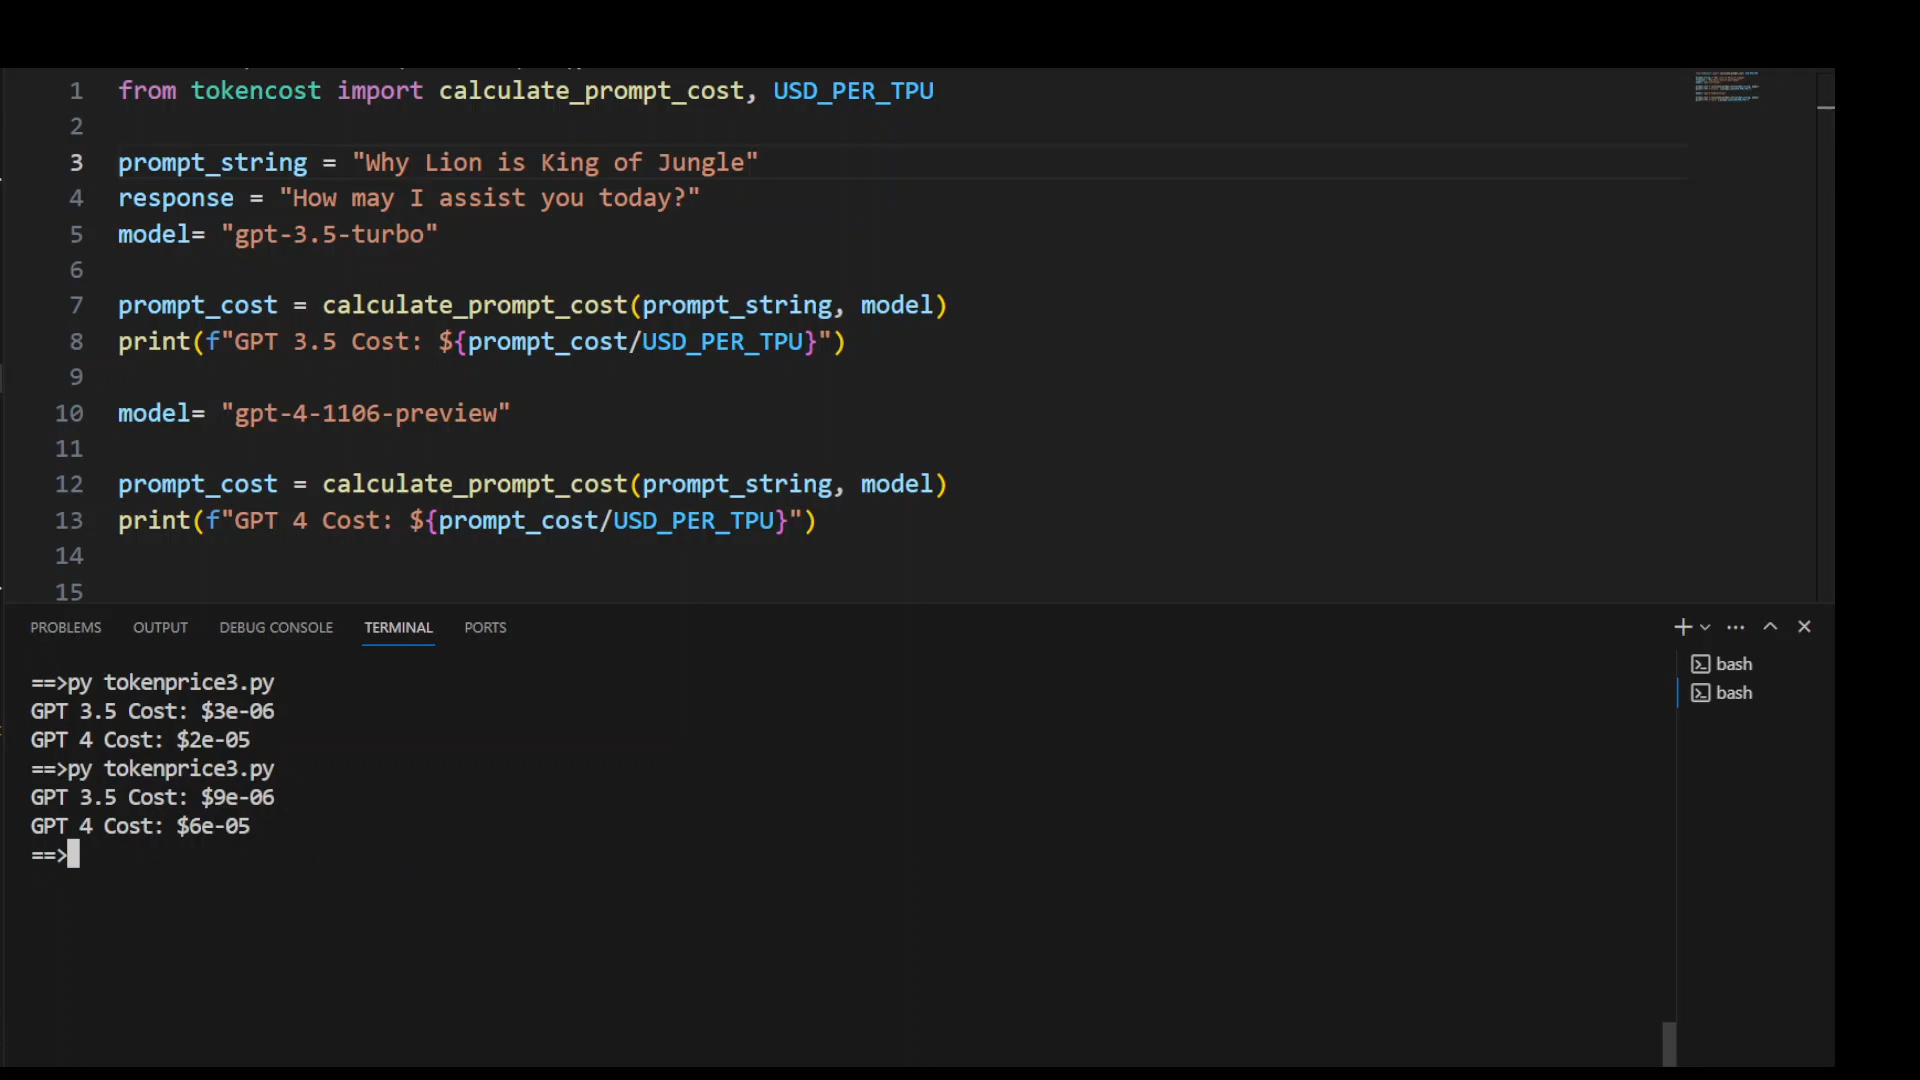 1 from tokencost import calculate_prompt_cost, USD_PER_TPU
2
3 prompt_string = "Why Lion is King of Jungle"
4 response = "How may I assist you today?"
5 model= "gpt-3.5-turbo"
6
7 prompt_cost = calculate_prompt_cost(prompt_string, model)
8 print(f"GPT 3.5 Cost: ${prompt_cost/USD_PER_TPU}")
9
10 model= "gpt-4-1106-preview"
11
12 prompt_cost = calculate_prompt_cost(prompt_string, model)
13 print(f"GPT 4 Cost: ${prompt_cost/USD_PER_TPU}")
14
15
PROBLEMS OUTPUT DEBUG CONSOLE TERMINAL PORTS
==>py tokenprice3.py
GPT 3.5 Cost: $3e-06
GPT 4 Cost: $2e-05
==>py tokenprice3.py
GPT 3.5 Cost: $9e-06
GPT 4 Cost: $6e-05
==>
bash
bash